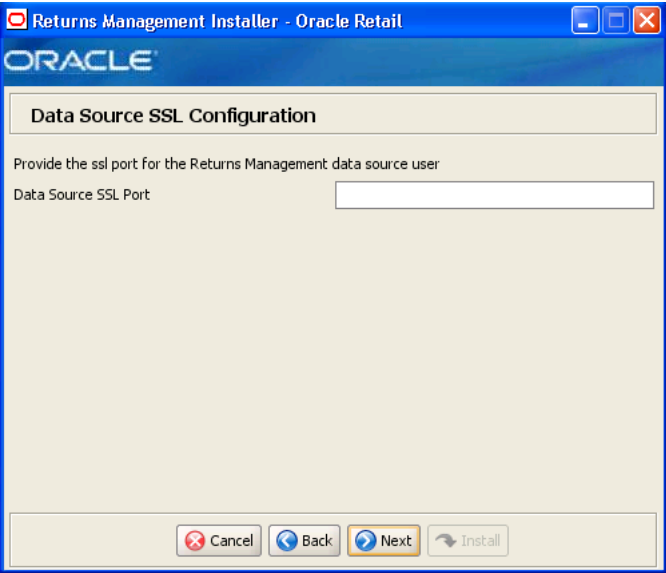 Returns Management Installer - Oracle Retail
ORACLE
Data Source SSL Configuration
Provide the ssl port for the Returns Management data source user
Data Source SSL Port
Cancel Back Next Install